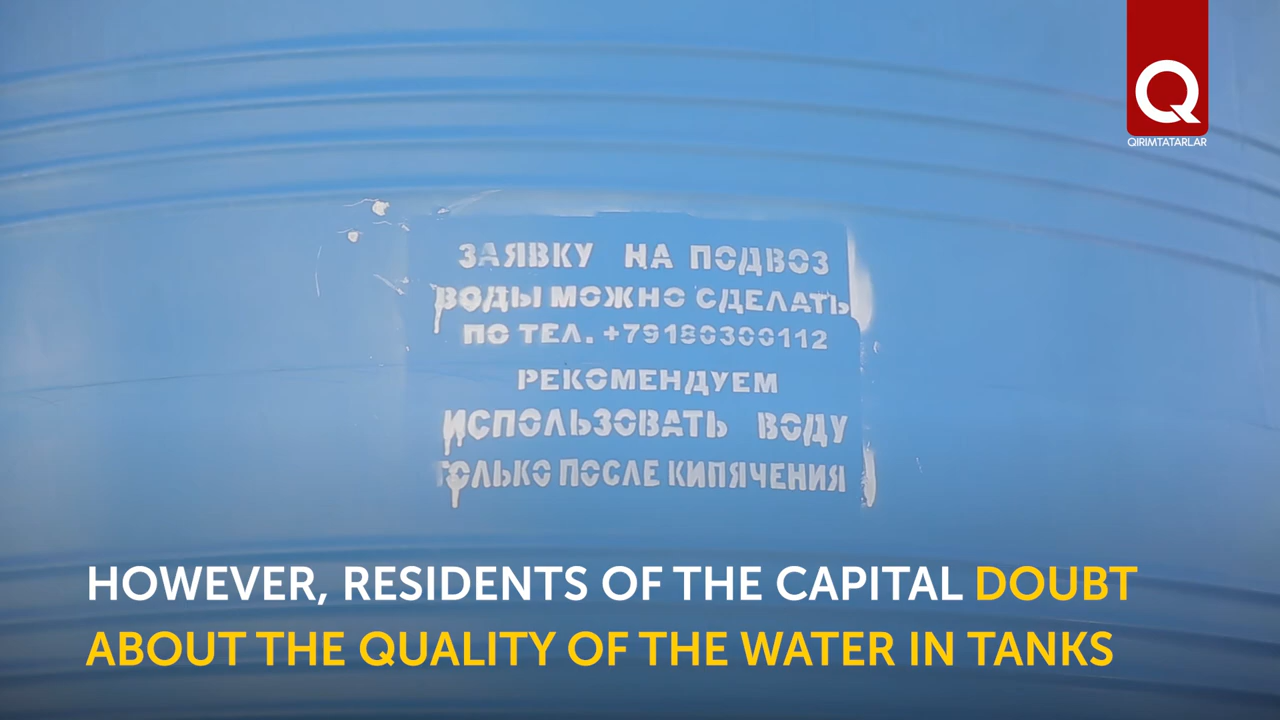 Q
QIRIMTATARLAR
ЗАЯВКУ НА ПОДВОЗ
ВОДЫ МОЖНО СДЕЛАТЬ
ПО ТЕЛ. +79180300112
РЕКОМЕНДУЕМ
ИСПОЛЬЗОВАТЬ ВОДУ
ТОЛЬКО ПОСЛЕ КИПЯЧЕНИЯ
HOWEVER, RESIDENTS OF THE CAPITAL DOUBT
ABOUT THE QUALITY OF THE WATER IN TANKS